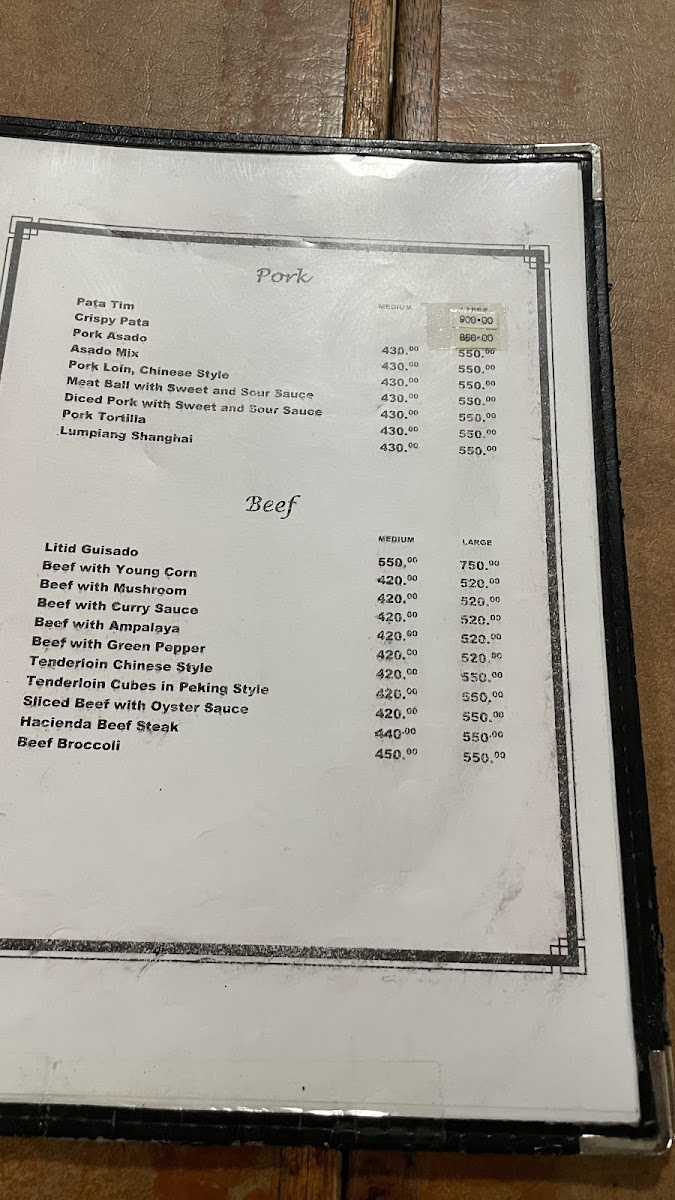 Pork
MEDIUM LARGE
Pata Tim 900.00
Crispy Pata 850.00
Pork Asado 430.00 550.00
Asado Mix 430.00 550.00
Pork Loin, Chinese Style 430.00 550.00
Meat Ball with Sweet and Sour Sauce 430.00 550.00
Diced Pork with Sweet and Sour Sauce 430.00 550.00
Pork Tortilla 430.00 550.00
Lumpiang Shanghai 430.00 550.00
Beef
MEDIUM LARGE
Litid Guisado 550.00 750.00
Beef with Young Corn 420.00 520.00
Beef with Mushroom 420.00 520.00
Beef with Curry Sauce 420.00 520.00
Beef with Ampalaya 420.00 520.00
Beef with Green Pepper 420.00 520.00
Tenderloin Chinese Style 420.00 550.00
Tenderloin Cubes in Peking Style 420.00 550.00
Sliced Beef with Oyster Sauce 420.00 550.00
Hacienda Beef Steak 440.00 550.00
Beef Broccoli 450.00 550.00